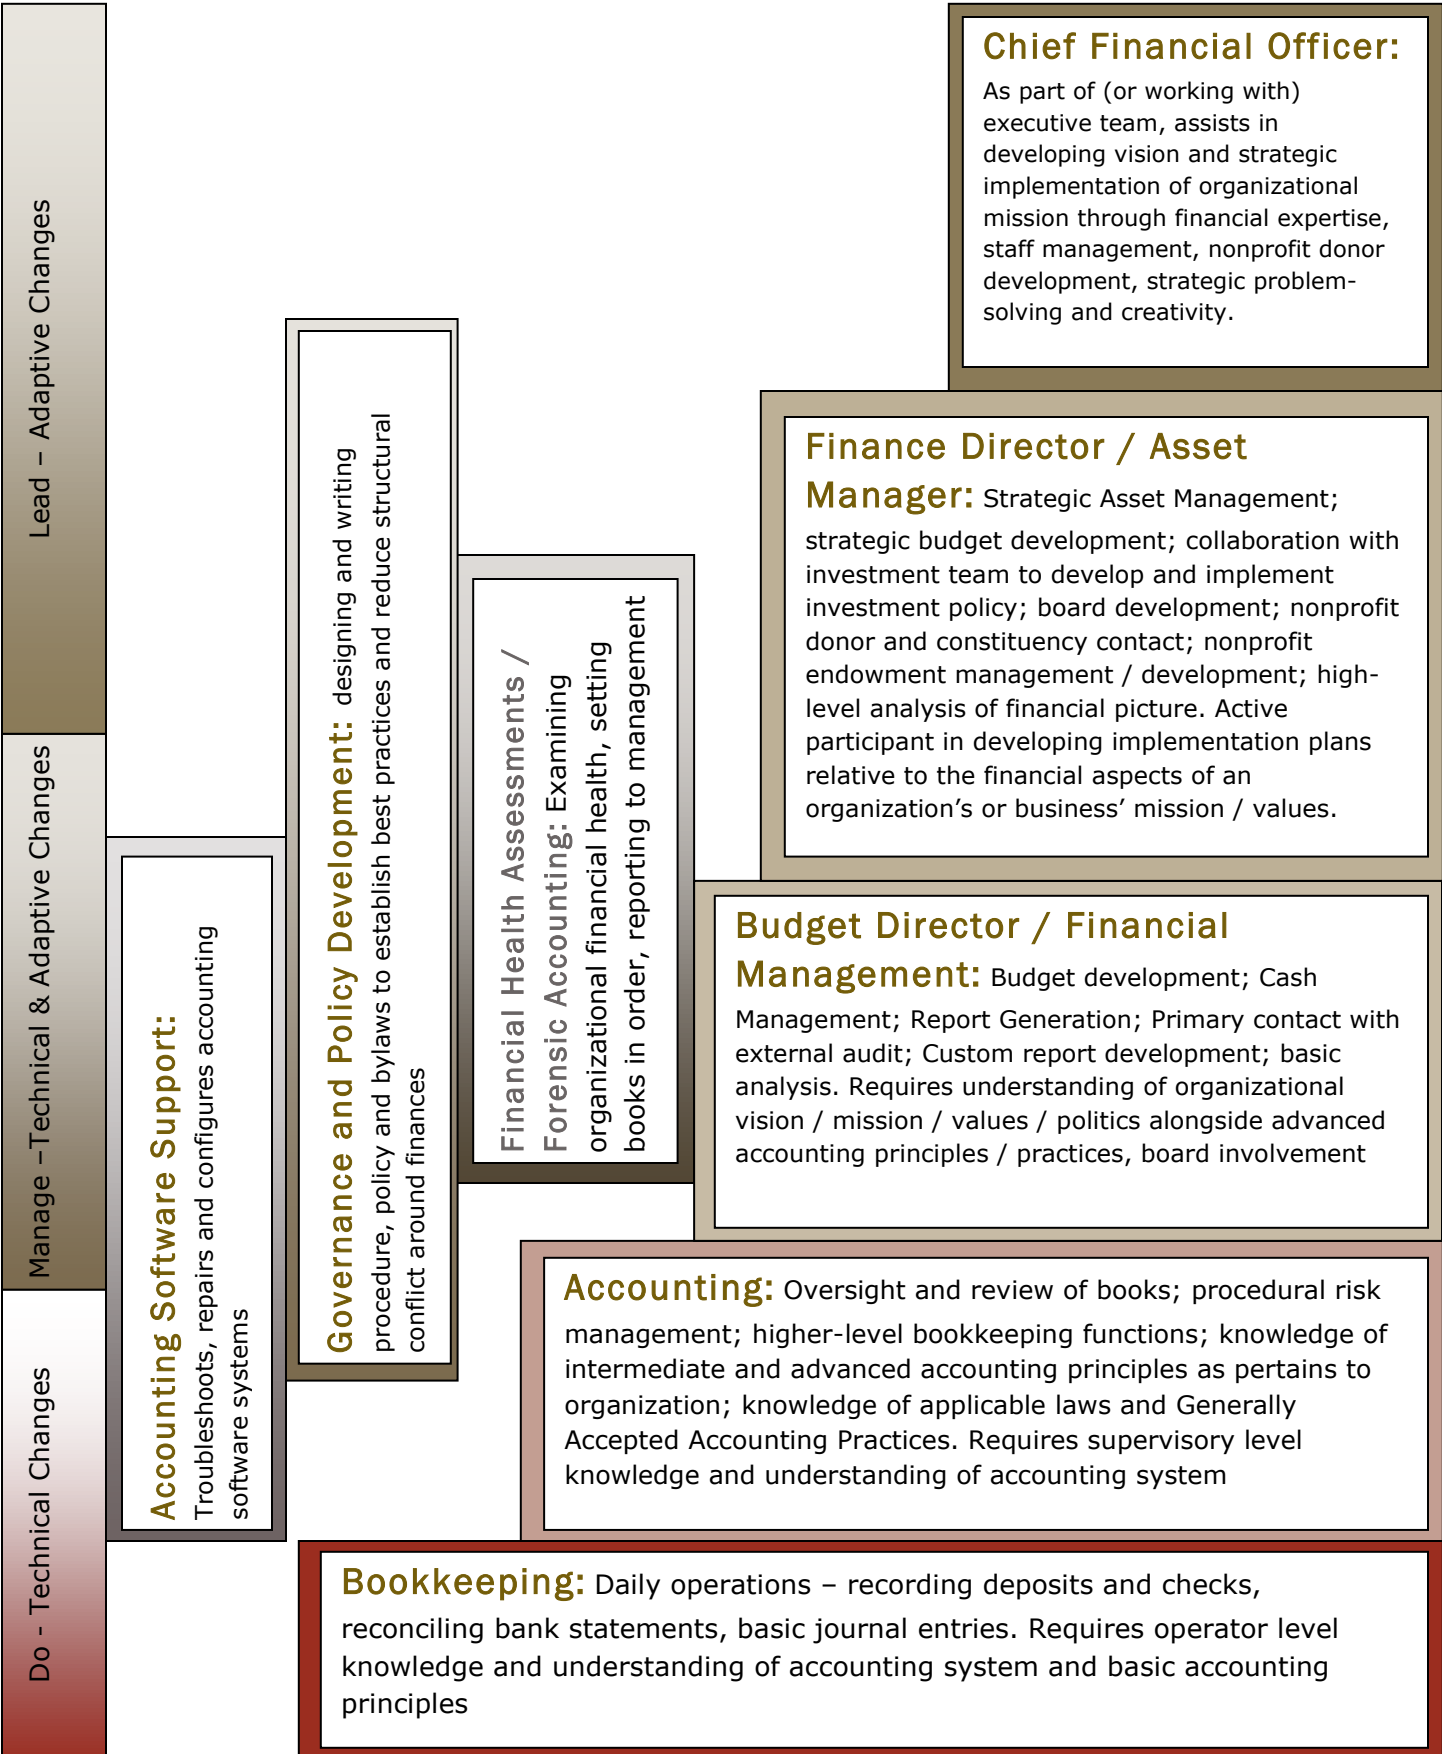 Chief Financial Officer:
As part of (or working with)
executive team, assists in
developing vision and strategic
implementation of organizational
mission through financial expertise,
staff management, nonprofit donor
development, strategic problem-
solving and creativity.
Finance Director / Asset
Manager: Strategic Asset Management;
strategic budget development; collaboration with
investment team to develop and implement
investment policy; board development; nonprofit
donor and constituency contact; nonprofit
endowment management / development; high-
level analysis of financial picture. Active
participant in developing implementation plans
relative to the financial aspects of an
organization’s or business’ mission / values.
Budget Director / Financial
Management: Budget development; Cash
Management; Report Generation; Primary contact with
external audit; Custom report development; basic
analysis. Requires understanding of organizational
vision / mission / values / politics alongside advanced
accounting principles / practices, board involvement
Accounting: Oversight and review of books; procedural risk
management; higher-level bookkeeping functions; knowledge of
intermediate and advanced accounting principles as pertains to
organization; knowledge of applicable laws and Generally
Accepted Accounting Practices. Requires supervisory level
knowledge and understanding of accounting system
Bookkeeping: Daily operations – recording deposits and checks,
reconciling bank statements, basic journal entries. Requires operator level
knowledge and understanding of accounting system and basic accounting
principles
Lead – Adaptive Changes
Manage –Technical & Adaptive Changes
Do - Technical Changes
Accounting Software Support:
Troubleshoots, repairs and configures accounting
software systems
Governance and Policy Development: designing and writing
procedure, policy and bylaws to establish best practices and reduce structural
conflict around finances
Financial Health Assessments /
Forensic Accounting: Examining
organizational financial health, setting
books in order, reporting to management